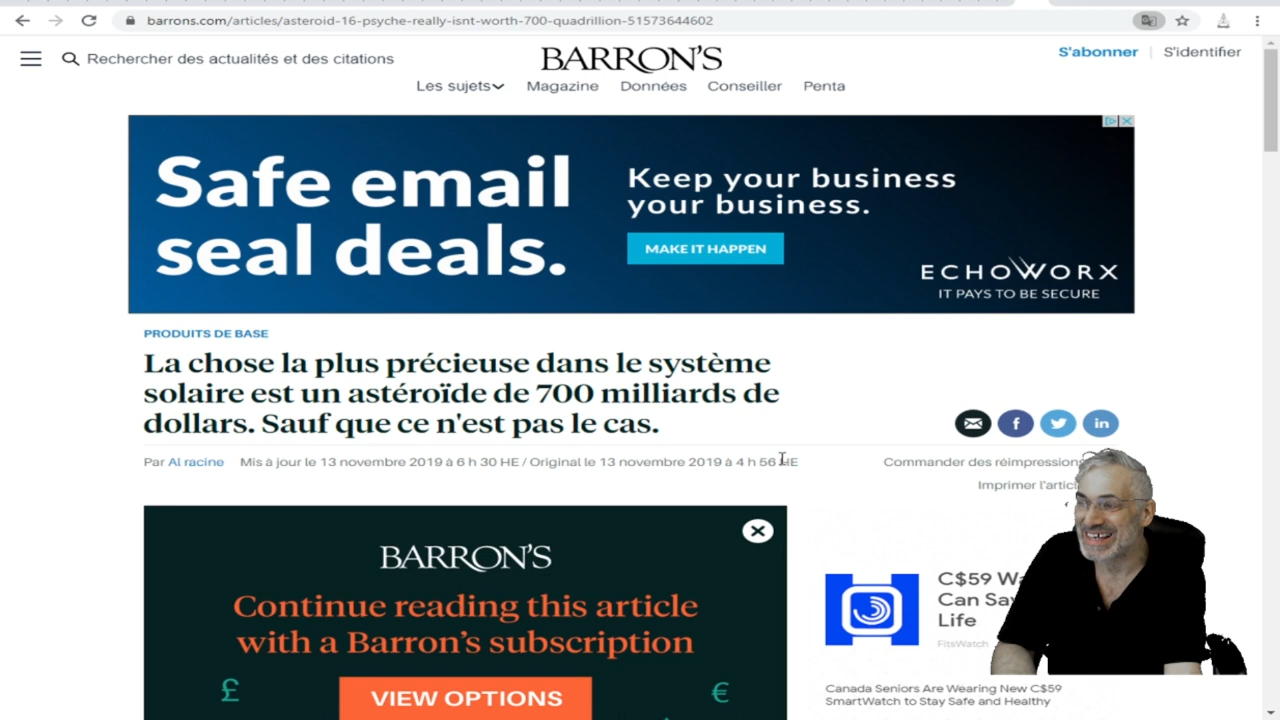 barrons.com/articles/asteroid-16-psyche-really-isnt-worth-700-quadrillion-51573644602
Rechercher des actualités et des citations
BARRON'S
S'abonner
S'identifier
Les sujets
Magazine
Données
Conseiller
Penta
Safe email
seal deals.
Keep your business
your business.
MAKE IT HAPPEN
ECHOWORX
IT PAYS TO BE SECURE
PRODUITS DE BASE
La chose la plus précieuse dans le système
solaire est un astéroïde de 700 milliards de
dollars. Sauf que ce n'est pas le cas.
Par Al racine Mis à jour le 13 novembre 2019 à 6 h 30 HE / Original le 13 novembre 2019 à 4 h 56 HE
Commander des
Imprimer
BARRON'S
Continue reading this article
with a Barron's subscription
£
€
VIEW OPTIONS
C$59
Can
Life
FitsWatch
Canada Seniors Are Wearing New C$59
SmartWatch to Stay Safe and Healthy